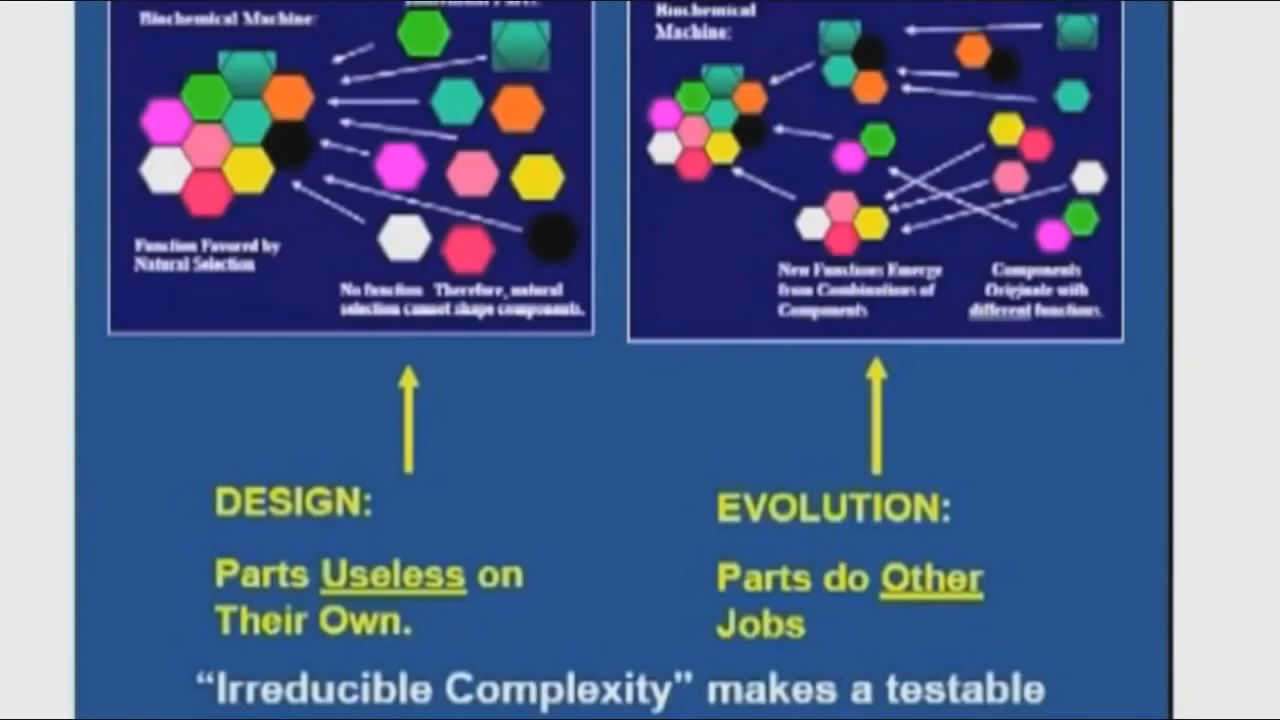 Biochemical Machine:
Function Favored by
Natural Selection
No function. Therefore, natural
selection cannot shape components.
Biochemical
Machine:
New Functions Emerge
from Combinations of
Components
Components
Originate with
different functions.
DESIGN:
Parts Useless on
Their Own.
EVOLUTION:
Parts do Other
Jobs
“Irreducible Complexity” makes a testable